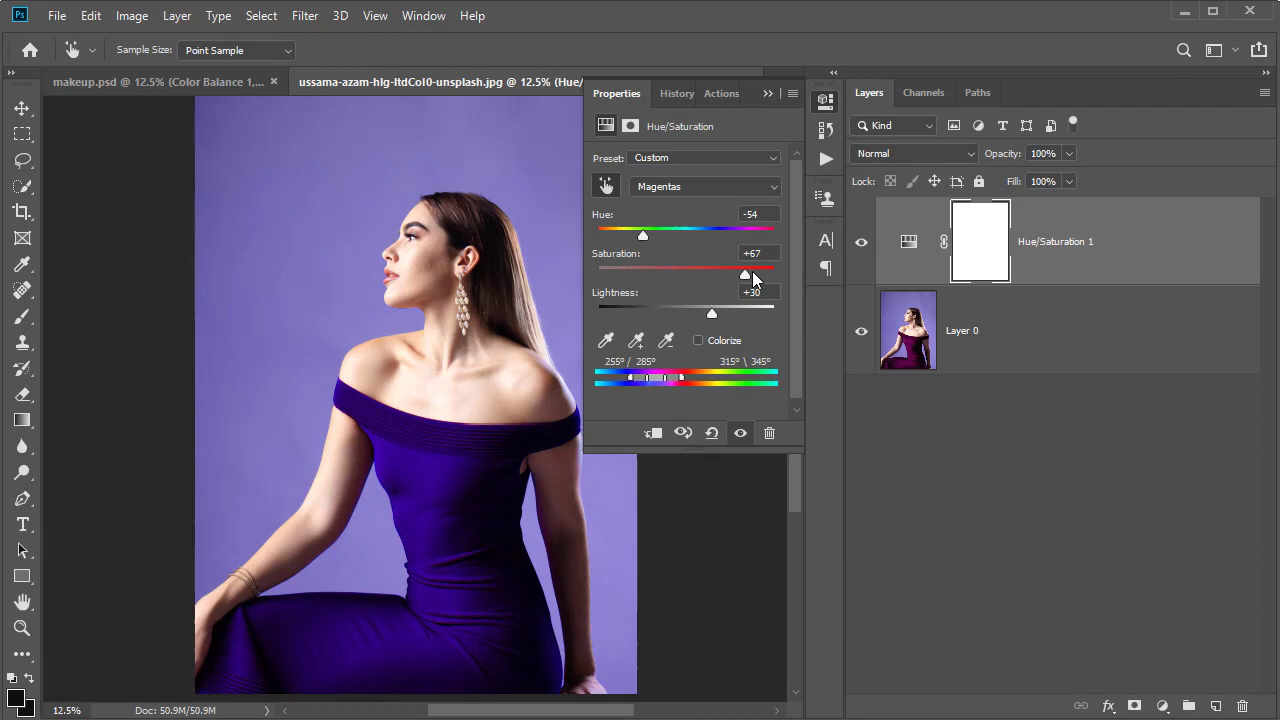 Ps File Edit Image Layer Type Select Filter 3D View Window Help
Sample Size: Point Sample
makeup.psd @ 12.5% (Color Balance 1,... × ussama-azam-hlg-ltdCoI0-unsplash.jpg @ 12.5% (Hue/
Properties History Actions
Hue/Saturation
Preset: Custom
Magentas
Hue: -54
Saturation: +67
Lightness: +30
Colorize
255° / 285° 315° \ 345°
Layers Channels Paths
Kind
Normal Opacity: 100%
Lock: Fill: 100%
Hue/Saturation 1
Layer 0
12.5% Doc: 50.9M/50.9M